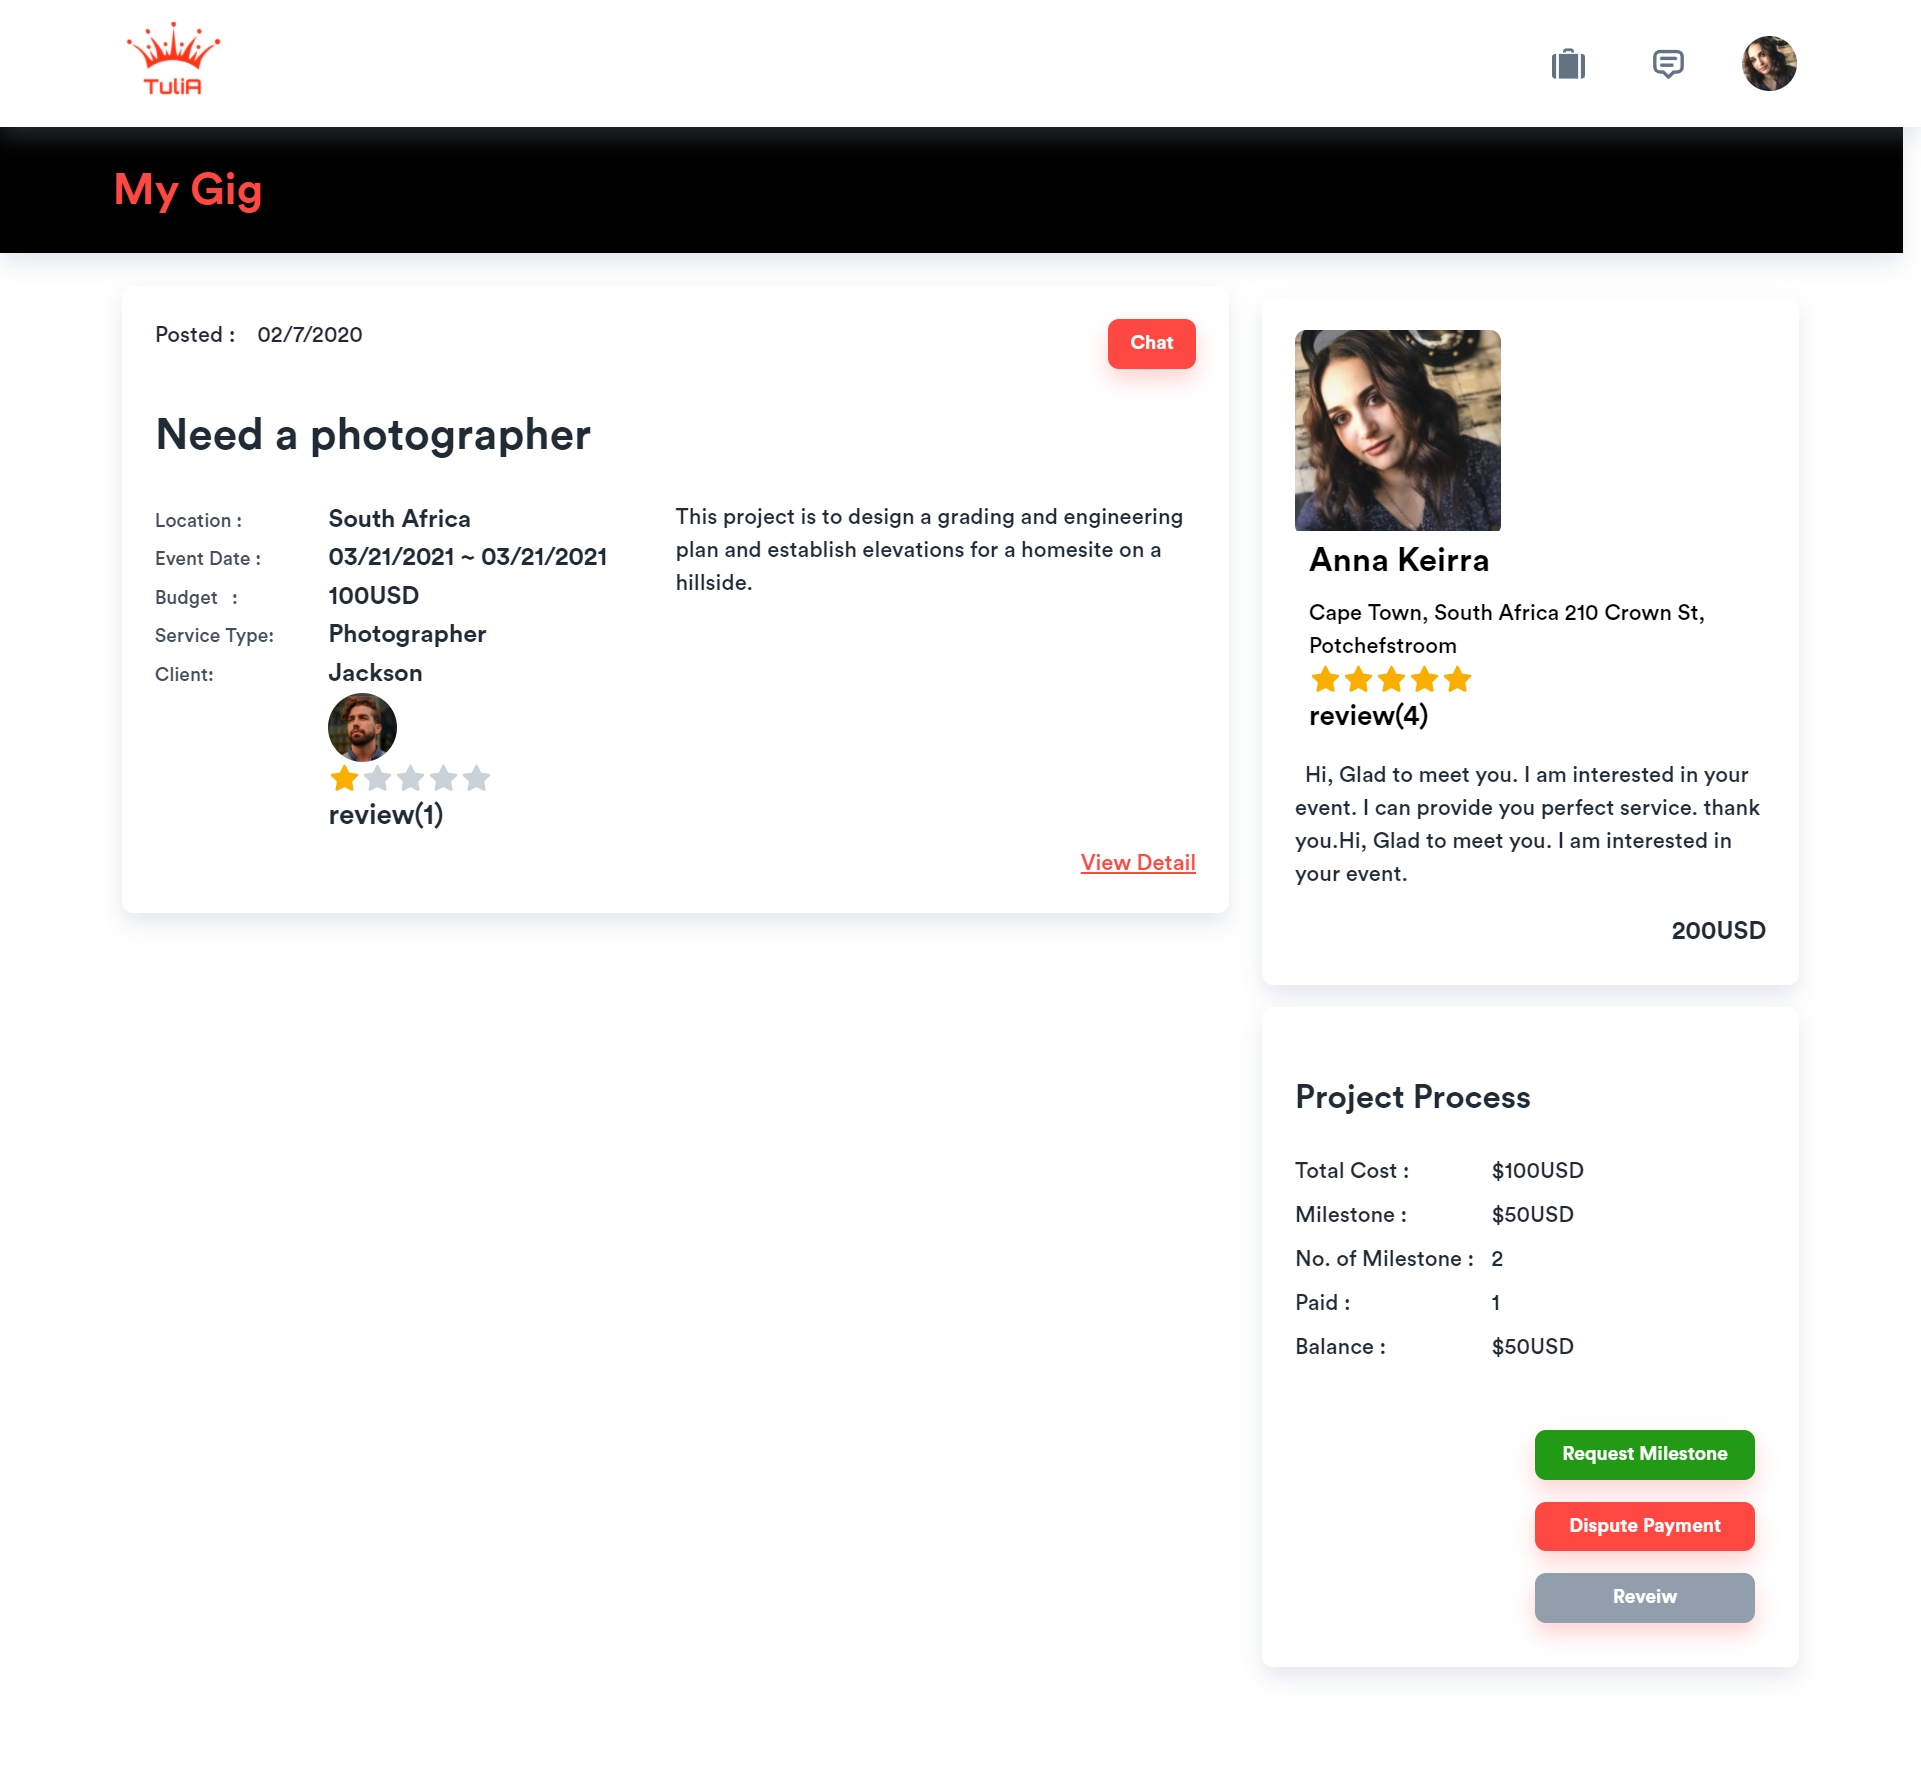 TuliA
My Gig
Posted : 02/7/2020
Chat
Need a photographer
Location : South Africa
Event Date : 03/21/2021 ~ 03/21/2021
Budget : 100USD
Service Type: Photographer
Client: Jackson
review(1)
This project is to design a grading and engineering
plan and establish elevations for a homesite on a
hillside.
View Detail
Anna Keirra
Cape Town, South Africa 210 Crown St,
Potchefstroom
review(4)
Hi, Glad to meet you. I am interested in your
event. I can provide you perfect service. thank
you.Hi, Glad to meet you. I am interested in
your event.
200USD
Project Process
Total Cost : $100USD
Milestone : $50USD
No. of Milestone : 2
Paid : 1
Balance : $50USD
Request Milestone
Dispute Payment
Reveiw